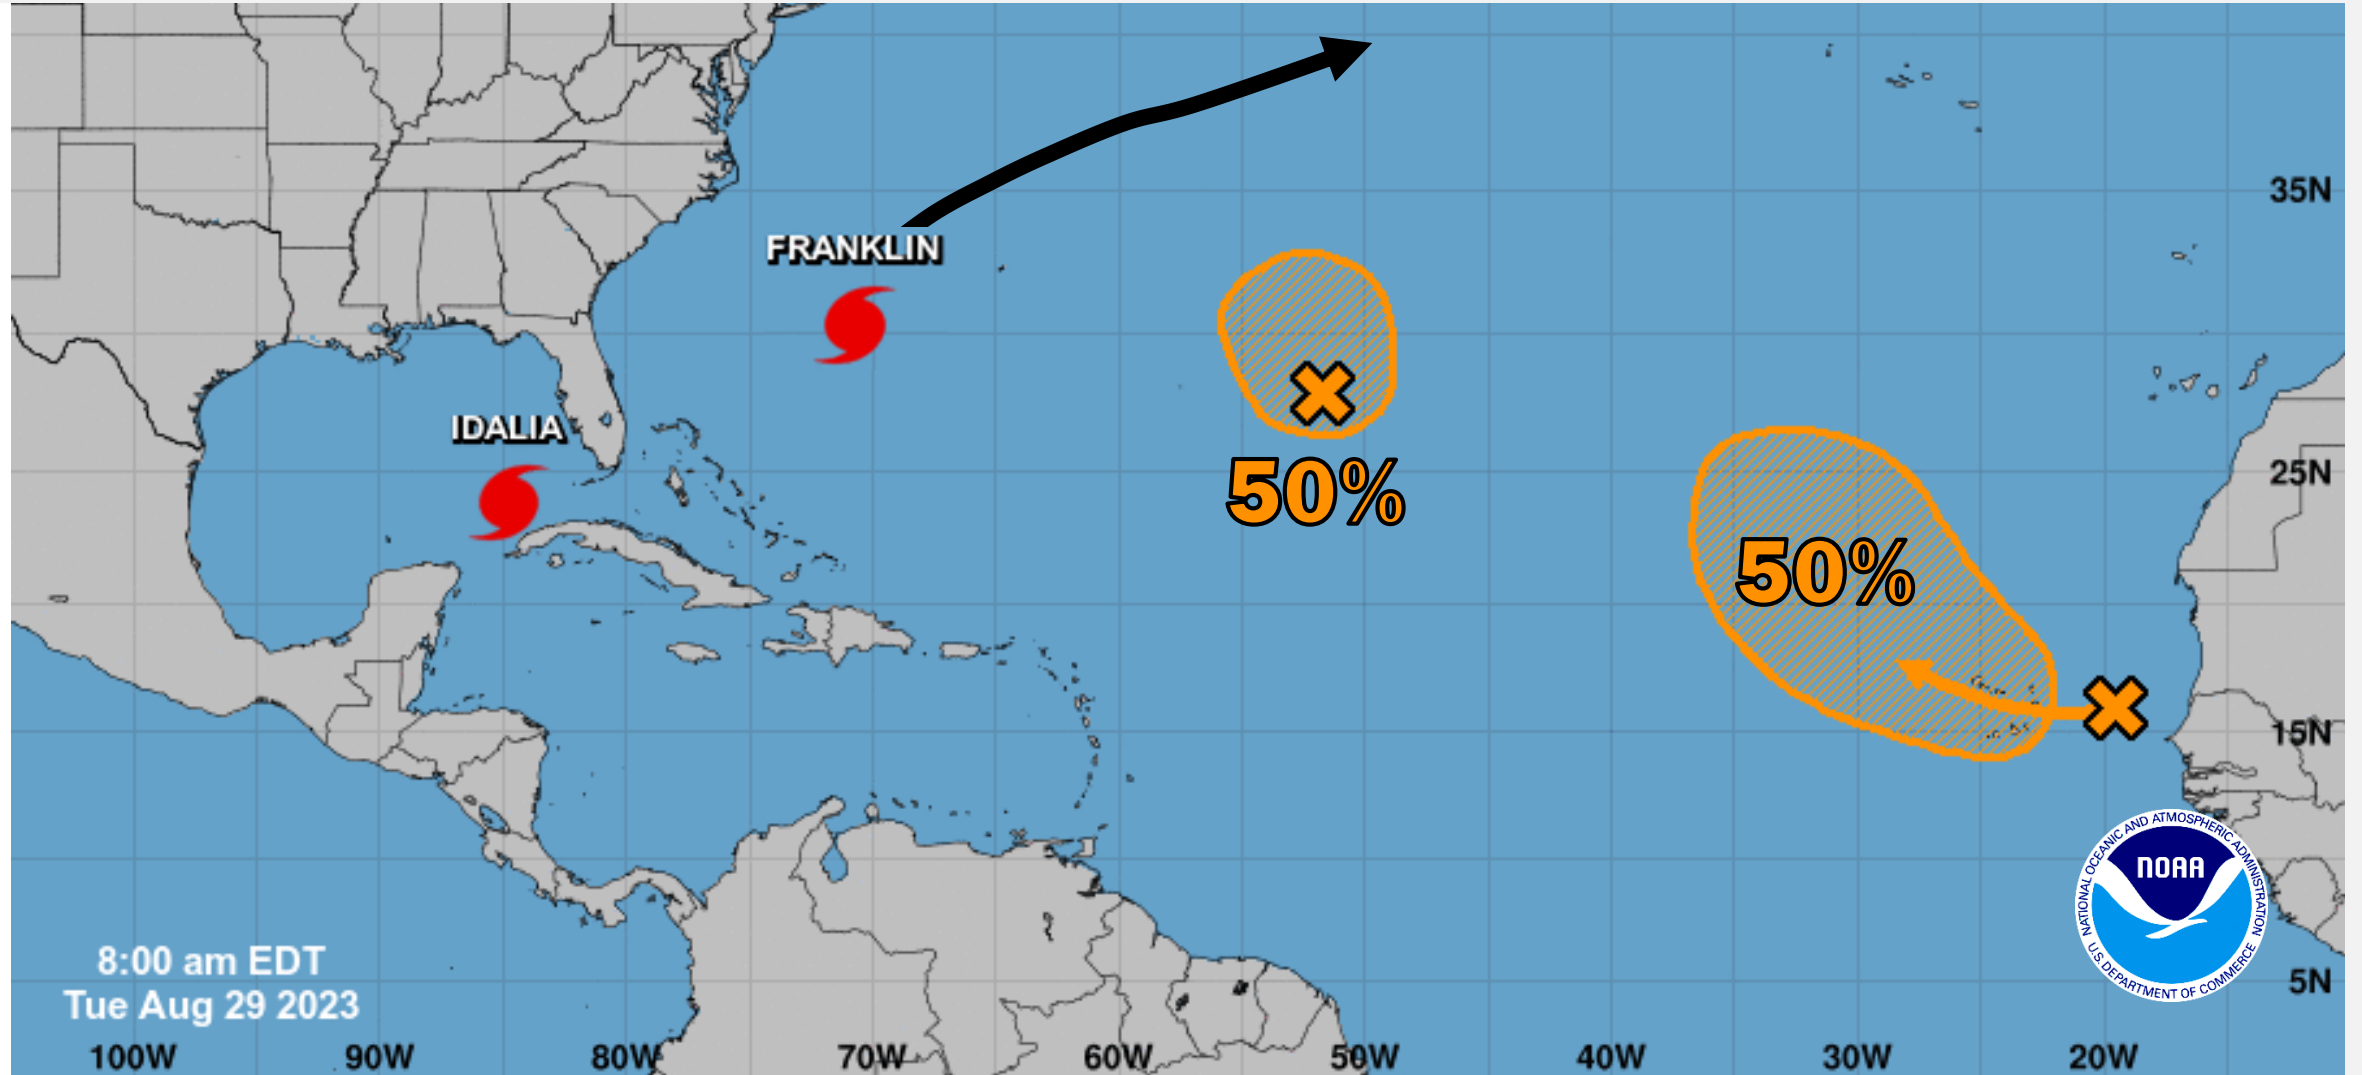 35N
FRANKLIN
IDALIA
25N
50%
50%
15N
NATIONAL OCEANIC AND ATMOSPHERIC ADMINISTRATION
NOAA
U.S. DEPARTMENT OF COMMERCE
8:00 am EDT
Tue Aug 29 2023
5N
100W 90W 80W 70W 60W 50W 40W 30W 20W